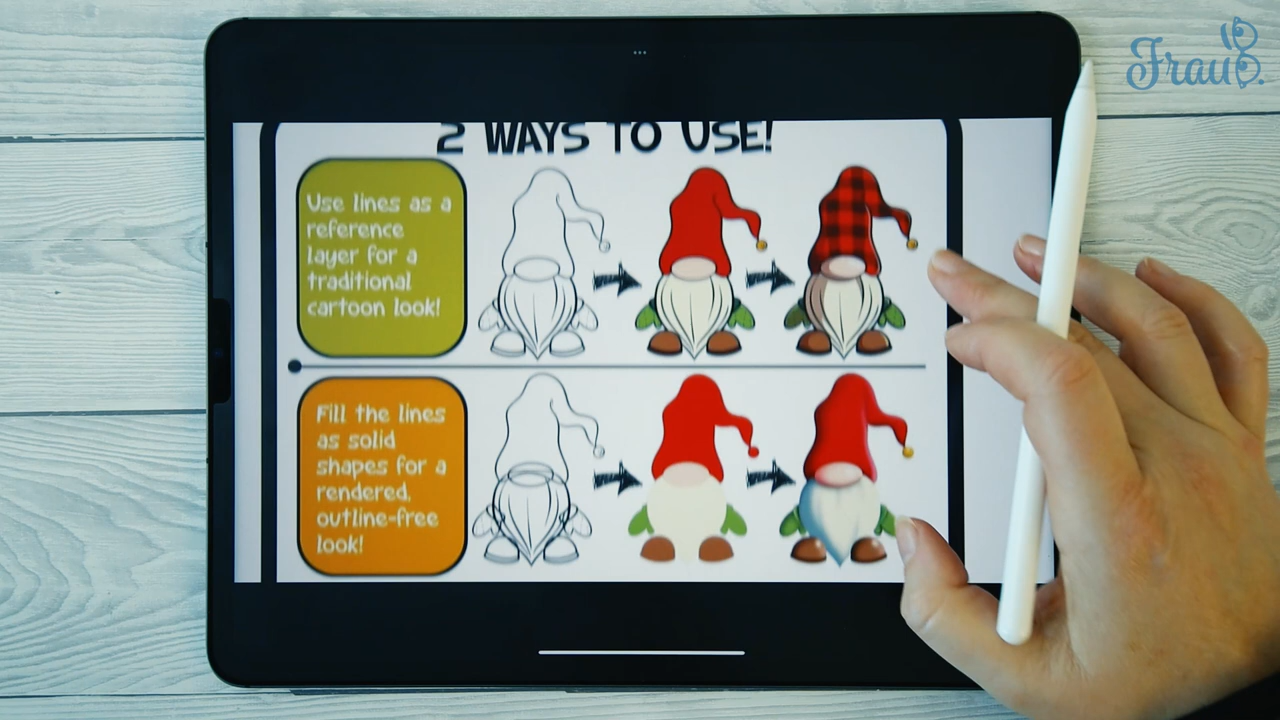 FrauB.
2 WAYS TO USE!
Use lines as a
reference
layer for a
traditional
cartoon look!
Fill the lines
as solid
shapes for a
rendered,
outline-free
look!